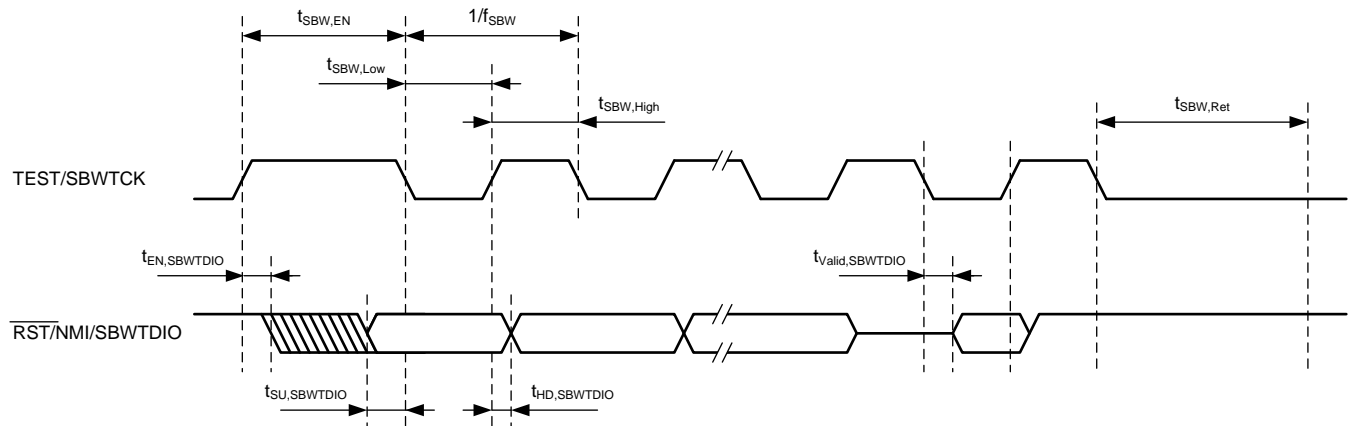 tSBW,EN
1/fSBW
tSBW,Low
tSBW,High
tSBW,Ret
TEST/SBWTCK
tEN,SBWTDIO
tValid,SBWTDIO
RST/NMI/SBWTDIO
tSU,SBWTDIO
tHD,SBWTDIO